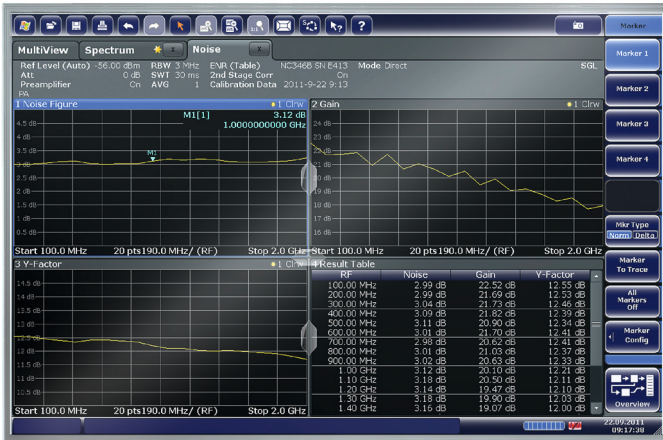 Marker
MultiView
Spectrum
x
Noise
x
Ref Level (Auto) -56.00 dBm RBW 3 MHz ENR (Table) NC346B SN E413 Mode Direct SGL
Att 0 dB SWT 30 ms 2nd Stage Corr On
Preamplifier On AVG 1 Calibration Data 2011-9-22 9:13
PA
1 Noise Figure
1 Clrw
M1[1] 3.12 dB
1.0000000000 GHz
4.5 dB
4 dB
3.5 dB
M1
3 dB
2.5 dB
2 dB
1.5 dB
1 dB
0.5 dB
Start 100.0 MHz 20 pts 190.0 MHz/ (RF) Stop 2.0 GHz
2 Gain
1 Clrw
24 dB
23 dB
22 dB
21 dB
20 dB
19 dB
18 dB
17 dB
16 dB
Start 100.0 MHz 20 pts 190.0 MHz/ (RF) Stop 2.0 GHz
3 Y-Factor
1 Clrw
14.5 dB
14 dB
13.5 dB
13 dB
12.5 dB
12 dB
11.5 dB
11 dB
10.5 dB
Start 100.0 MHz 20 pts 190.0 MHz/ (RF) Stop 2.0 GHz
4 Result Table
RF Noise Gain Y-Factor
100.00 MHz 2.99 dB 22.52 dB 12.55 dB
200.00 MHz 2.99 dB 21.69 dB 12.53 dB
300.00 MHz 3.04 dB 21.73 dB 12.46 dB
400.00 MHz 3.09 dB 21.82 dB 12.39 dB
500.00 MHz 3.11 dB 20.90 dB 12.34 dB
600.00 MHz 3.01 dB 21.70 dB 12.41 dB
700.00 MHz 2.98 dB 20.62 dB 12.41 dB
800.00 MHz 3.01 dB 21.03 dB 12.37 dB
900.00 MHz 3.02 dB 20.63 dB 12.33 dB
1.00 GHz 3.12 dB 20.10 dB 12.21 dB
1.10 GHz 3.18 dB 20.50 dB 12.11 dB
1.20 GHz 3.14 dB 19.47 dB 12.10 dB
1.30 GHz 3.18 dB 19.90 dB 12.03 dB
1.40 GHz 3.16 dB 19.07 dB 12.00 dB
Marker 1
Marker 2
Marker 3
Marker 4
Mkr Type
Norm Delta
Marker
To Trace
All
Markers
Off
Marker
Config
Overview
22.09.2011
09:17:38